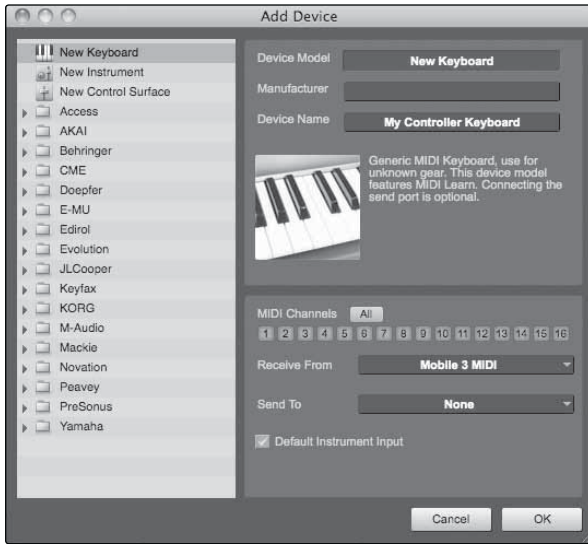 Add Device
New Keyboard
New Instrument
New Control Surface
Access
AKAI
Behringer
CME
Doepfer
E-MU
Edirol
Evolution
JLCooper
Keyfax
KORG
M-Audio
Mackie
Novation
Peavey
PreSonus
Yamaha
Device Model New Keyboard
Manufacturer
Device Name My Controller Keyboard
Generic MIDI Keyboard, use for
unknown gear. This device model
features MIDI Learn. Connecting the
send port is optional.
MIDI Channels All
1 2 3 4 5 6 7 8 9 10 11 12 13 14 15 16
Receive From Mobile 3 MIDI
Send To None
Default Instrument Input
Cancel OK